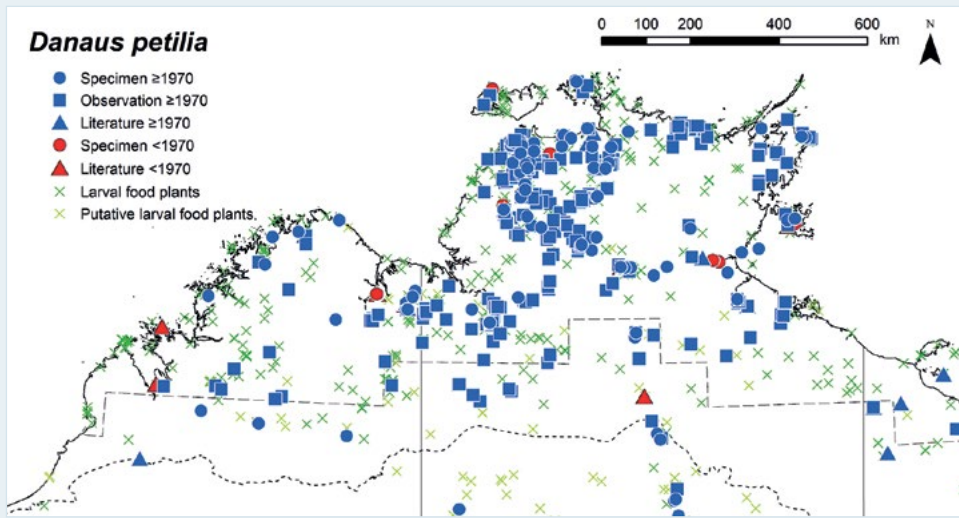 Danaus petilia
Specimen ≥1970
Observation ≥1970
Literature ≥1970
Specimen <1970
Literature <1970
Larval food plants
Putative larval food plants.
0 100 200 400 600
km
N